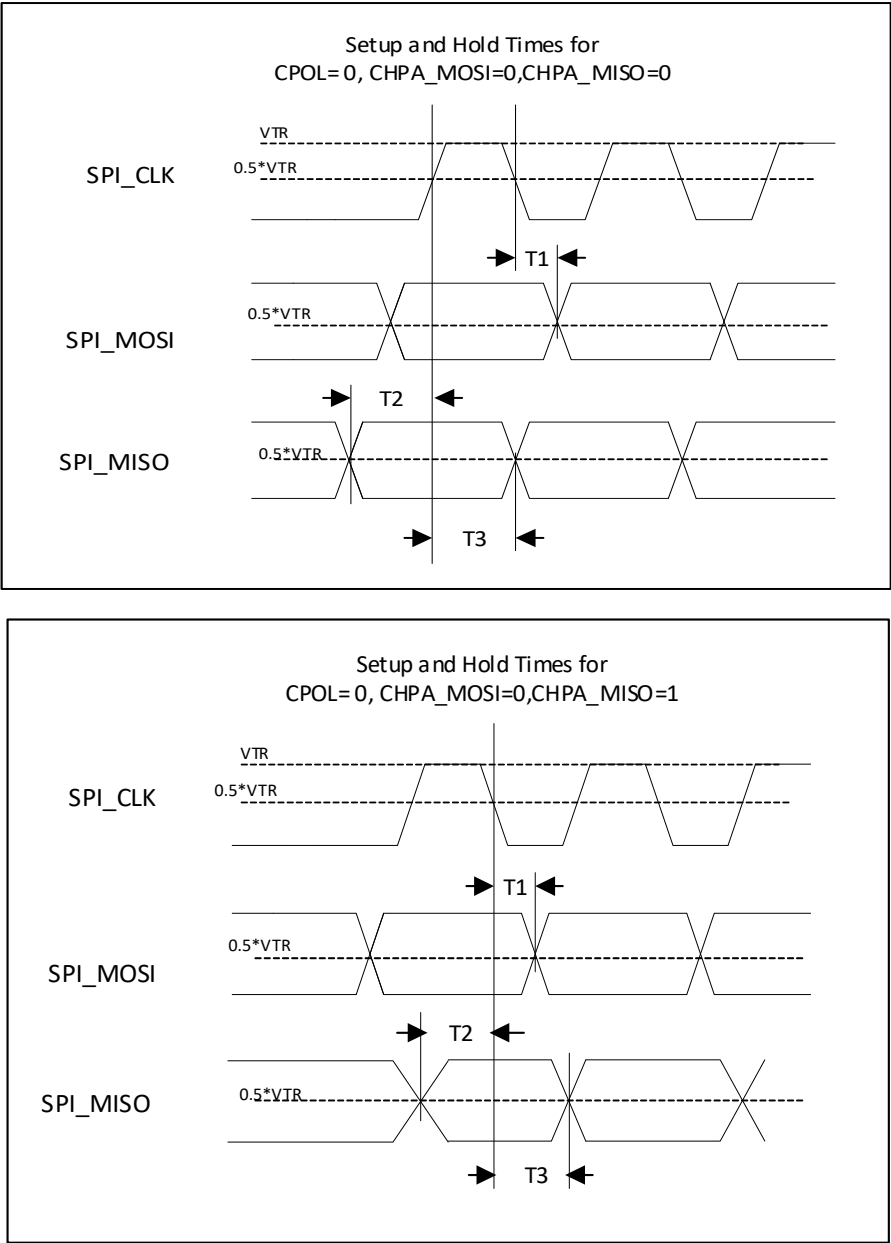 Setup and Hold Times for
CPOL= 0, CHPA_MOSI=0,CHPA_MISO=0
VTR
0.5*VTR
SPI_CLK
T1
0.5*VTR
SPI_MOSI
T2
0.5*VTR
SPI_MISO
T3
Setup and Hold Times for
CPOL= 0, CHPA_MOSI=0,CHPA_MISO=1
VTR
0.5*VTR
SPI_CLK
T1
0.5*VTR
SPI_MOSI
T2
0.5*VTR
SPI_MISO
T3